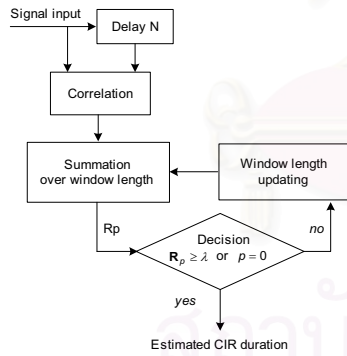 Signal input
Delay N
Correlation
Summation
over window length
Window length
updating
Rp
Decision
R_p ≥ λ or p = 0
no
yes
Estimated CIR duration